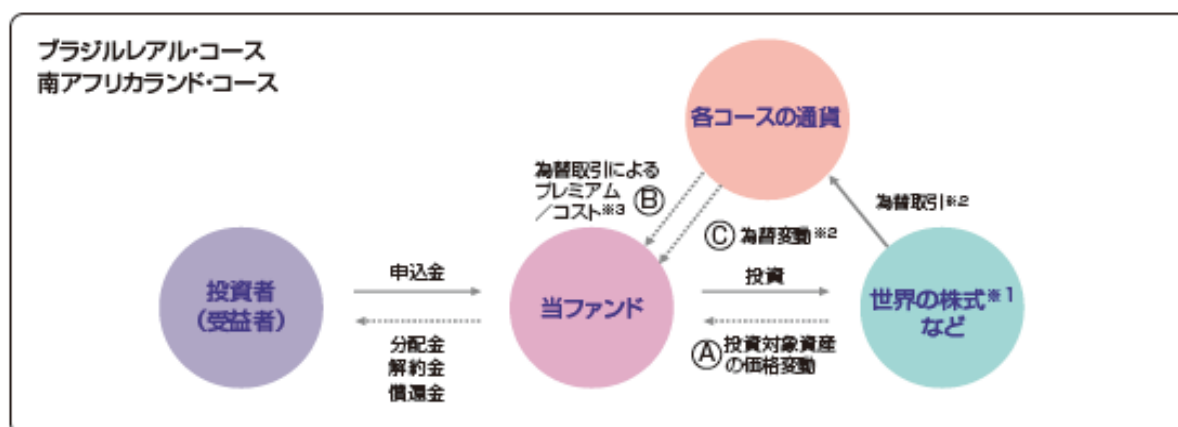 ブラジルレアル・コース
南アフリカランド・コース
各コースの通貨
為替取引による
プレミアム
／コスト※3
Ⓑ
為替取引※2
Ⓒ 為替変動※2
投資者
（受益者）
申込金
分配金
解約金
償還金
当ファンド
投資
Ⓐ 投資対象資産
の価格変動
世界の株式※1
など